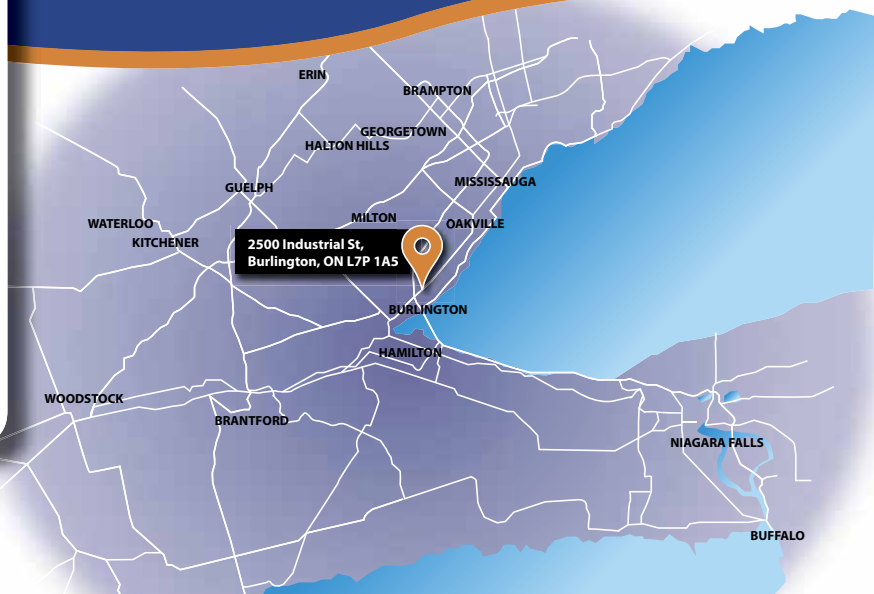 ERIN
BRAMPTON
GEORGETOWN
HALTON HILLS
MISSISSAUGA
GUELPH
MILTON
OAKVILLE
WATERLOO
KITCHENER
2500 Industrial St,
Burlington, ON L7P 1A5
BURLINGTON
HAMILTON
WOODSTOCK
BRANTFORD
NIAGARA FALLS
BUFFALO